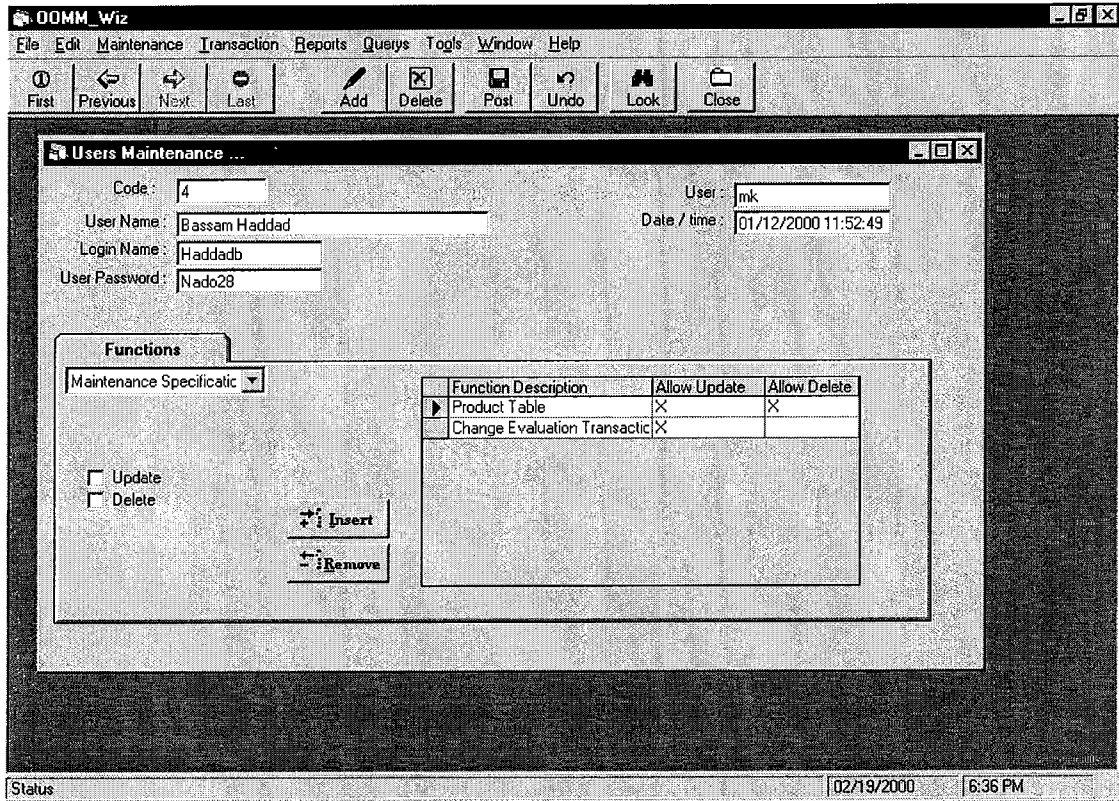 OOMM_Wiz
File Edit Maintenance Transaction Reports Querys Togls Window Help
First Previous Next Last Add Delete Post Undo Look Close
Users Maintenance ...
Code : 4 User : mk
User Name : Bassam Haddad Date / time : 01/12/2000 11:52:49
Login Name : Haddadb
User Password : Nado28
Functions
Maintenance Specificatic
Function Description Allow Update Allow Delete
Product Table X X
Change Evaluation Transactic X
Update
Delete
Insert
Remove
Status 02/19/2000 6:36 PM